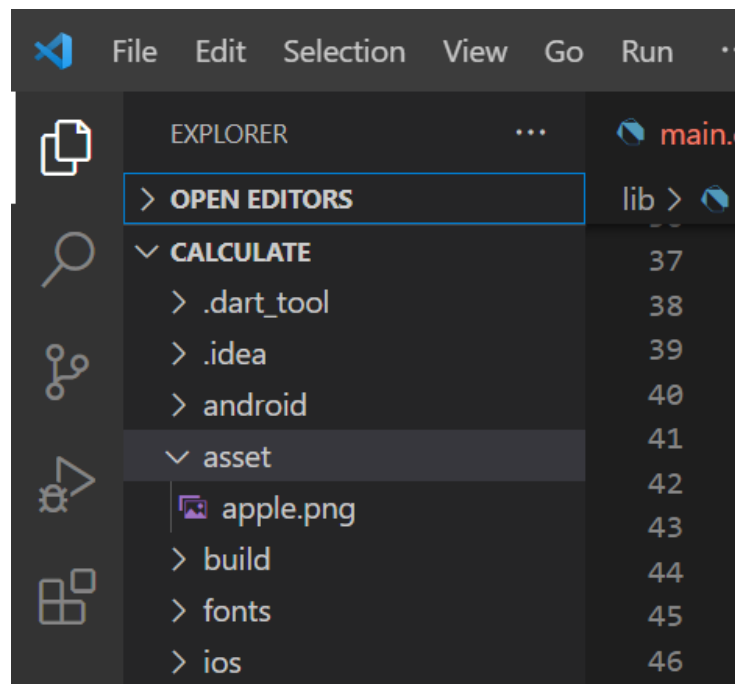 File Edit Selection View Go Run ··
EXPLORER ···
main.
OPEN EDITORS
lib >
CALCULATE
37
.dart_tool
38
.idea
39
android
40
asset
41
apple.png
42
43
build
44
fonts
45
ios
46